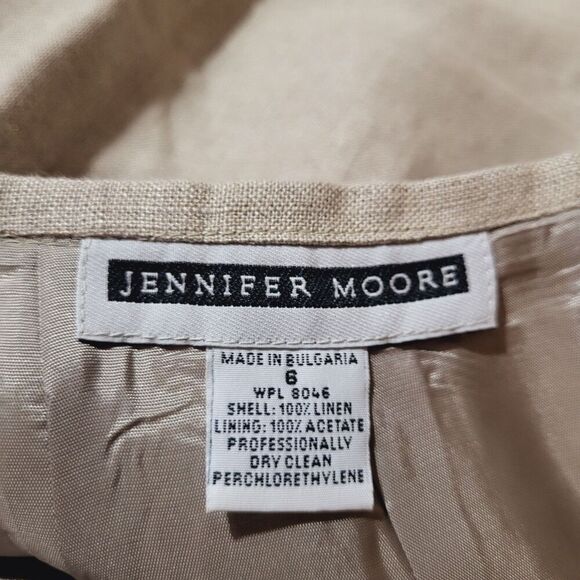 JENNIFER MOORE
MADE IN BULGARIA
6
WPL 8046
SHELL: 100% LINEN
LINING: 100% ACETATE
PROFESSIONALLY
DRY CLEAN
PERCHLORETHYLENE